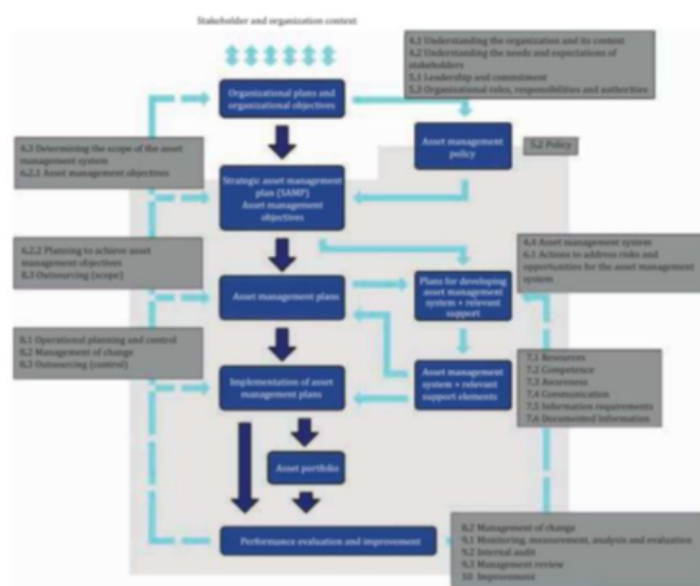 Stakeholder and organization context
4.1 Understanding the organization and its context
4.2 Understanding the needs and expectations of
stakeholders
5.1 Leadership and commitment
5.3 Organizational roles, responsibilities and authorities
Organizational plans and
organizational objectives
Asset management
policy
5.2 Policy
4.3 Determining the scope of the asset
management system
6.2.1 Asset management objectives
Strategic asset management
plan (SAMP)
Asset management
objectives
6.2.2 Planning to achieve asset
management objectives
8.3 Outsourcing (scope)
4.4 Asset management system
6.1 Actions to address risks and
opportunities for the asset management
system
Asset management plans
Plans for developing
asset management
system + relevant
support
8.1 Operational planning and control
8.2 Management of change
8.3 Outsourcing (control)
Implementation of asset
management plans
Asset management
system + relevant
support elements
7.1 Resources
7.2 Competence
7.3 Awareness
7.4 Communication
7.5 Information requirements
7.6 Documented Information
Asset portfolio
Performance evaluation and improvement
8.2 Management of change
9.1 Monitoring, measurement, analysis and evaluation
9.2 Internal audit
9.3 Management review
10 Improvement